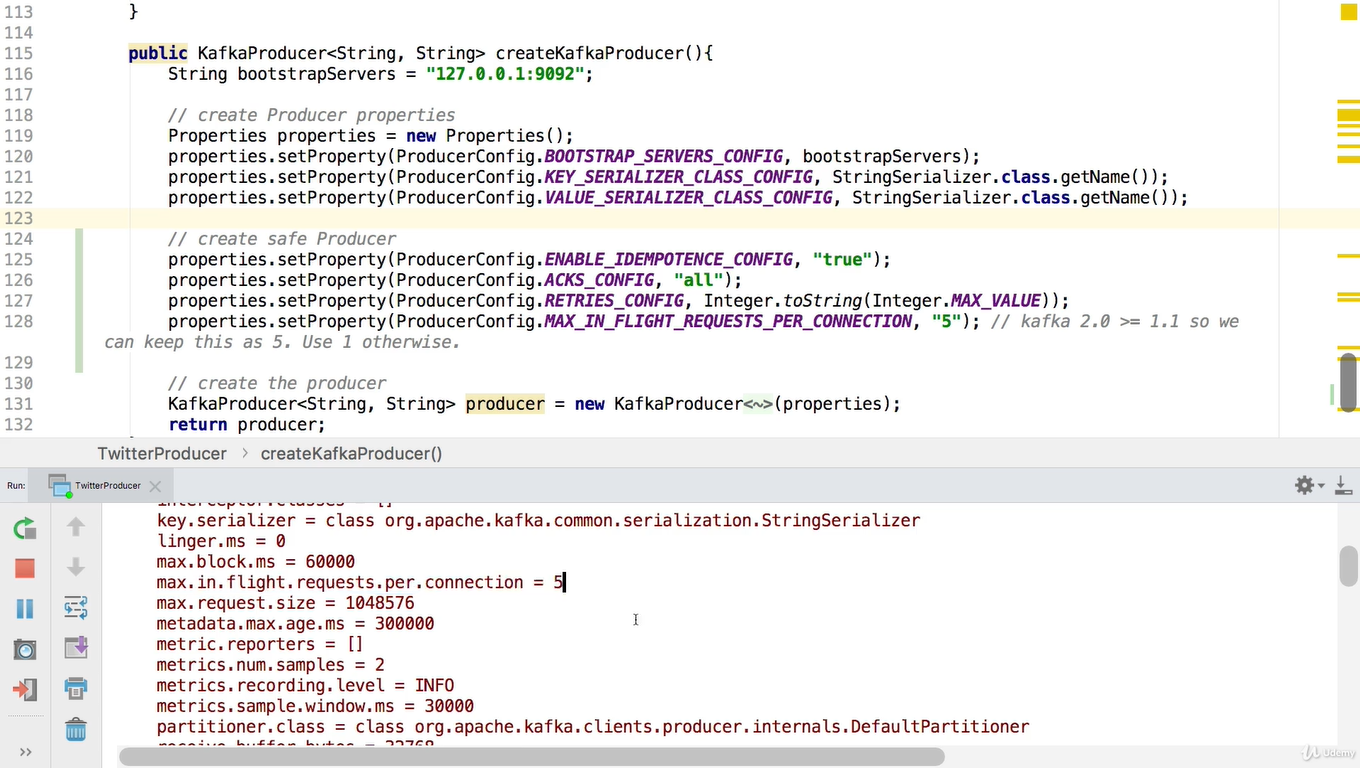 113 }
114
115 public KafkaProducer<String, String> createKafkaProducer(){
116 String bootstrapServers = "127.0.0.1:9092";
117
118 // create Producer properties
119 Properties properties = new Properties();
120 properties.setProperty(ProducerConfig.BOOTSTRAP_SERVERS_CONFIG, bootstrapServers);
121 properties.setProperty(ProducerConfig.KEY_SERIALIZER_CLASS_CONFIG, StringSerializer.class.getName());
122 properties.setProperty(ProducerConfig.VALUE_SERIALIZER_CLASS_CONFIG, StringSerializer.class.getName());
123
124 // create safe Producer
125 properties.setProperty(ProducerConfig.ENABLE_IDEMPOTENCE_CONFIG, "true");
126 properties.setProperty(ProducerConfig.ACKS_CONFIG, "all");
127 properties.setProperty(ProducerConfig.RETRIES_CONFIG, Integer.toString(Integer.MAX_VALUE));
128 properties.setProperty(ProducerConfig.MAX_IN_FLIGHT_REQUESTS_PER_CONNECTION, "5"); // kafka 2.0 >= 1.1 so we
can keep this as 5. Use 1 otherwise.
129
130 // create the producer
131 KafkaProducer<String, String> producer = new KafkaProducer<~>(properties);
132 return producer;
TwitterProducer > createKafkaProducer()
Run: TwitterProducer
interceptor.classes = []
key.serializer = class org.apache.kafka.common.serialization.StringSerializer
linger.ms = 0
max.block.ms = 60000
max.in.flight.requests.per.connection = 5
max.request.size = 1048576
metadata.max.age.ms = 300000
metric.reporters = []
metrics.num.samples = 2
metrics.recording.level = INFO
metrics.sample.window.ms = 30000
partitioner.class = class org.apache.kafka.clients.producer.internals.DefaultPartitioner
receive.buffer.bytes = 32768
Udemy